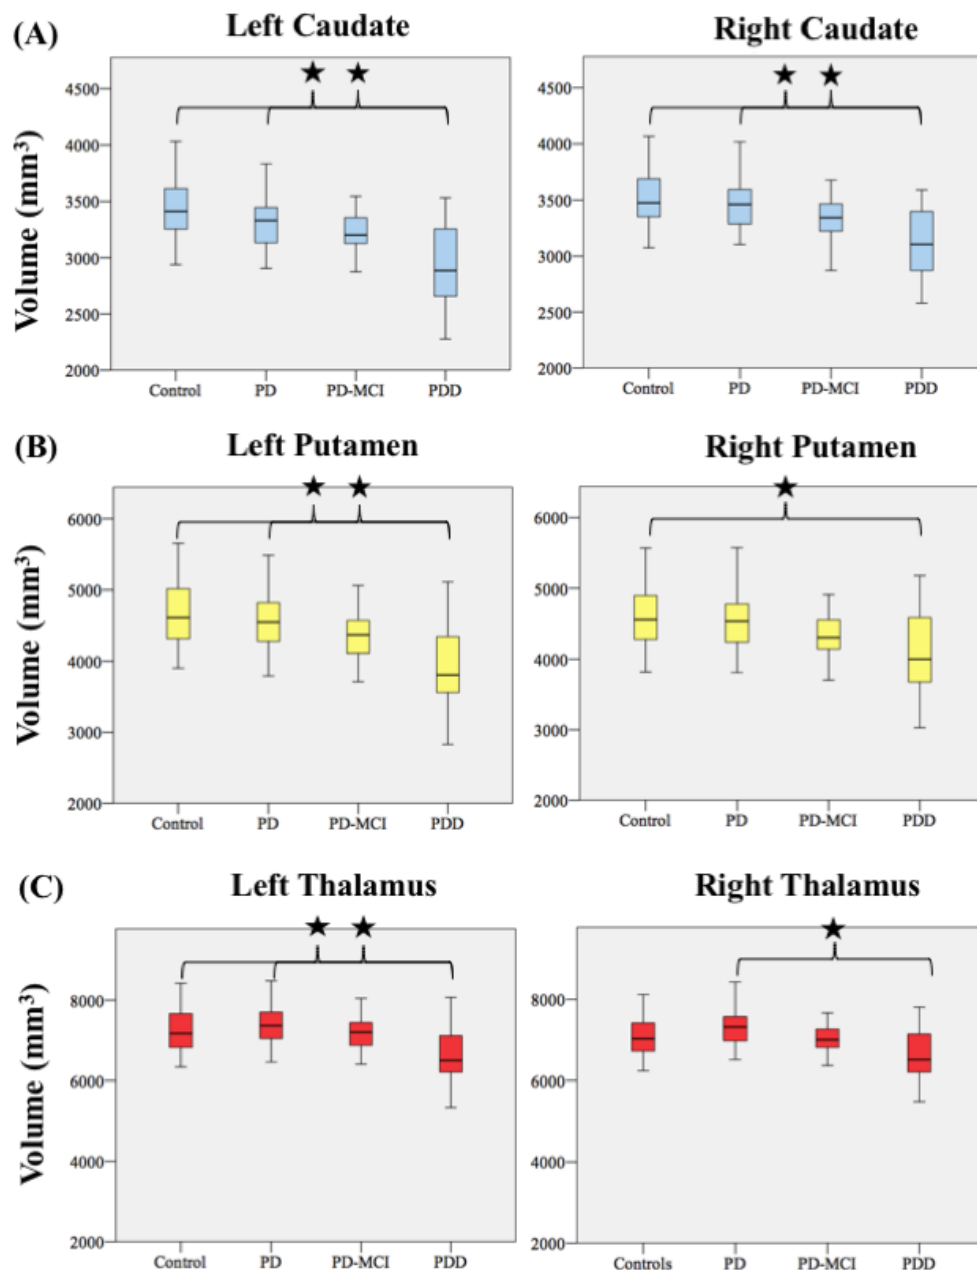 (A)
Left Caudate
Right Caudate
Volume (mm³)
4500
4000
3500
3000
2500
2000
Control PD PD-MCI PDD
4500
4000
3500
3000
2500
2000
Control PD PD-MCI PDD
(B)
Left Putamen
Right Putamen
Volume (mm³)
6000
5000
4000
3000
2000
Control PD PD-MCI PDD
6000
5000
4000
3000
2000
Control PD PD-MCI PDD
(C)
Left Thalamus
Right Thalamus
Volume (mm³)
8000
6000
4000
2000
Control PD PD-MCI PDD
8000
6000
4000
2000
Controls PD PD-MCI PDD